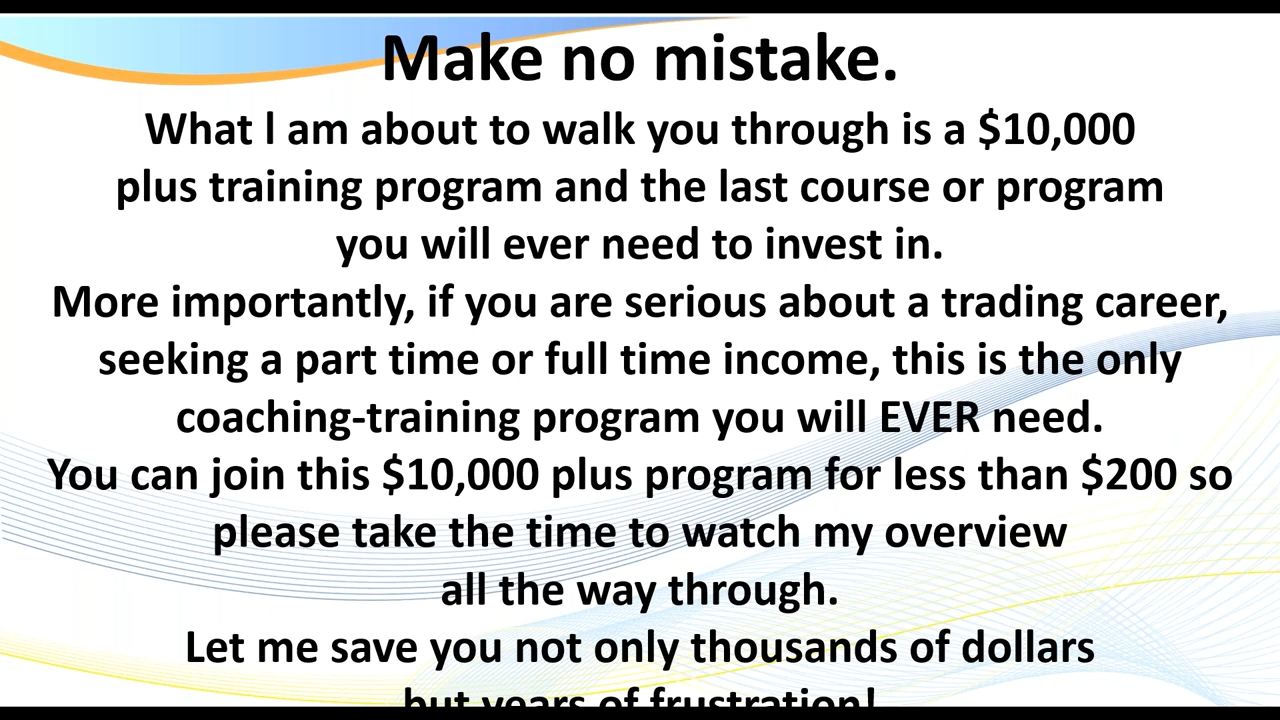 Make no mistake.
What l am about to walk you through is a $10,000
plus training program and the last course or program
you will ever need to invest in.
More importantly, if you are serious about a trading career,
seeking a part time or full time income, this is the only
coaching-training program you will EVER need.
You can join this $10,000 plus program for less than $200 so
please take the time to watch my overview
all the way through.
Let me save you not only thousands of dollars
but years of frustration!